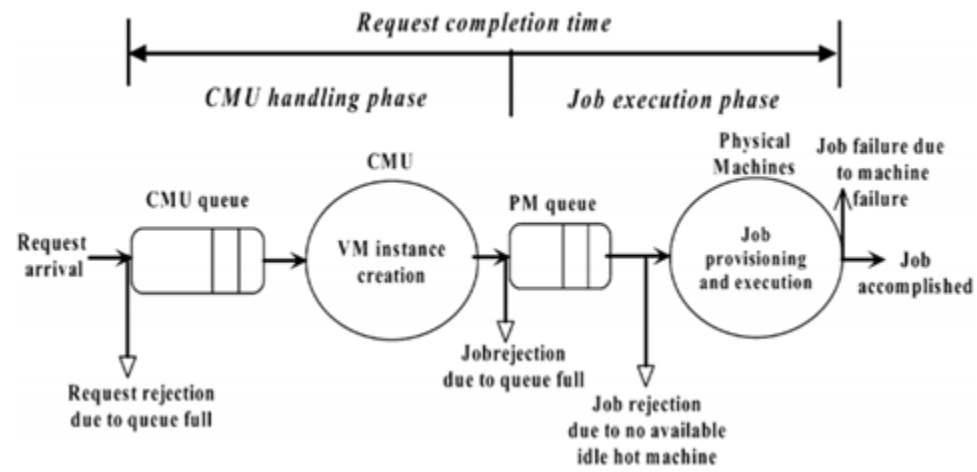 Request completion time
CMU handling phase
Job execution phase
CMU
Physical
Machines
Job failure due
to machine
failure
CMU queue
PM queue
Request
arrival
VM instance
creation
Job
provisioning
and execution
Job
accomplished
Request rejection
due to queue full
Jobrejection
due to queue full
Job rejection
due to no available
idle hot machine